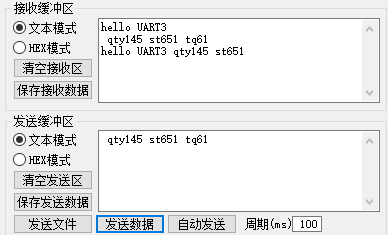 接收缓冲区
文本模式
HEX模式
清空接收区
保存接收数据
hello UART3
qty145 st651 tq61
hello UART3 qty145 st651
发送缓冲区
文本模式
HEX模式
清空发送区
保存发送数据
qty145 st651 tq61
发送文件 发送数据 自动发送 周期(ms) 100